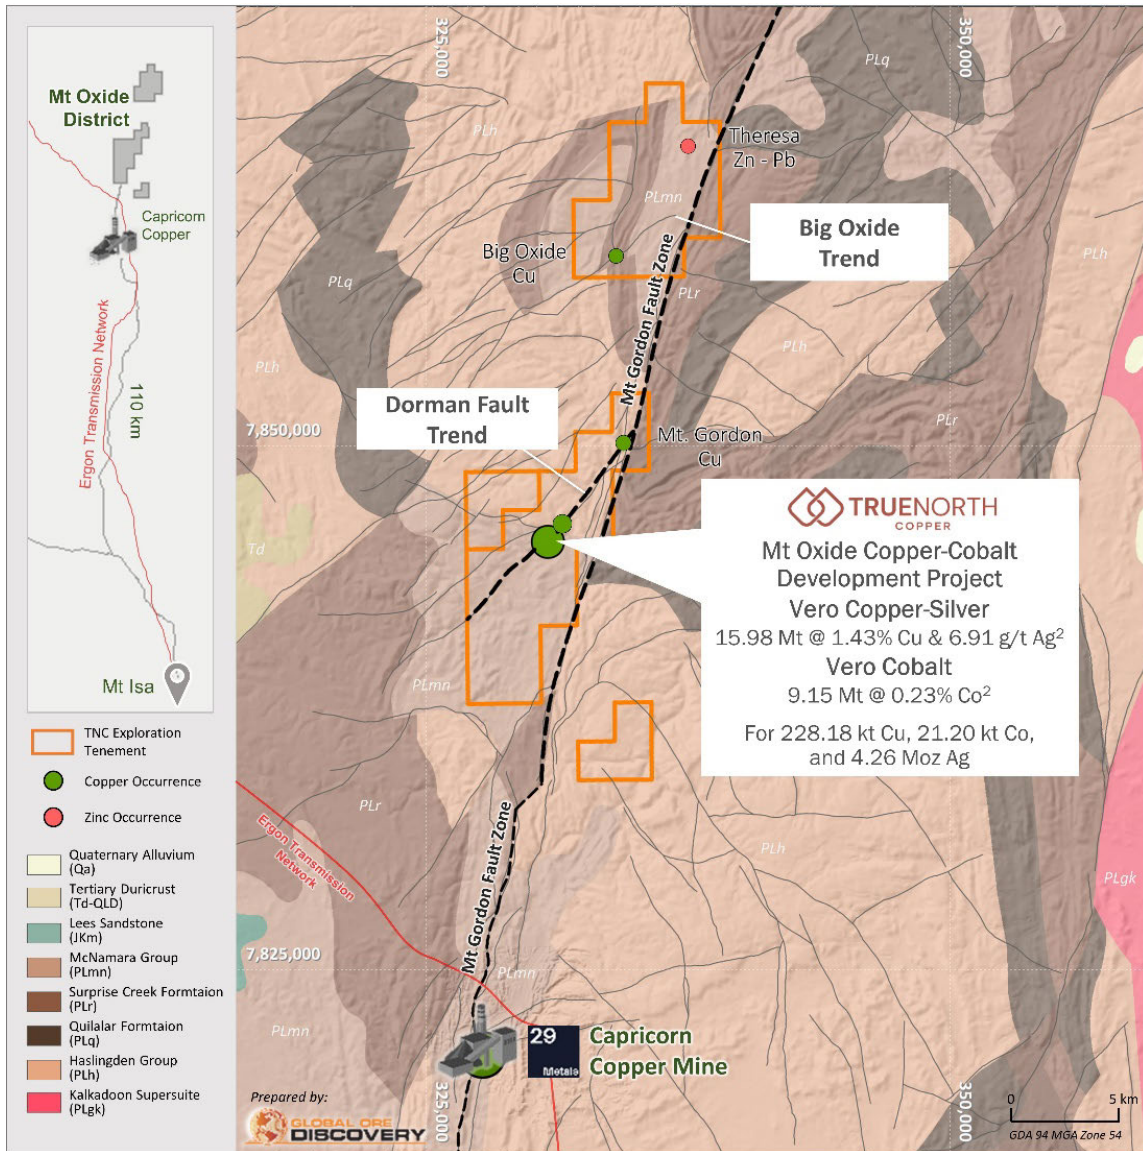 Mt Oxide
District
Capricorn
Copper
Ergon Transmission Network
110 km
Mt Isa
TNC Exploration
Tenement
Copper Occurrence
Zinc Occurrence
Quaternary Alluvium
(Qa)
Tertiary Duricrust
(Td-QLD)
Lees Sandstone
(JKm)
McNamara Group
(PLmn)
Surprise Creek Formtaion
(PLr)
Quilalar Formtaion
(PLq)
Haslingden Group
(PLh)
Kalkadoon Supersuite
(PLgk)
325,000
350,000
PLq
PLh
Theresa
Zn - Pb
PLmn
Big Oxide
Trend
Big Oxide
Cu
PLh
PLq
Mt Gordon Fault Zone
PLr
PLh
PLh
Dorman Fault
Trend
PLr
7,850,000
Mt. Gordon
Cu
TRUENORTH
COPPER
Mt Oxide Copper-Cobalt
Development Project
Vero Copper-Silver
15.98 Mt @ 1.43% Cu & 6.91 g/t Ag²
Vero Cobalt
9.15 Mt @ 0.23% Co²
For 228.18 kt Cu, 21.20 kt Co,
and 4.26 Moz Ag
Td
PLmn
PLr
Mt Gordon Fault Zone
PLh
PLgk
Ergon Transmission
Network
7,825,000
PLmn
PLmn
29
Metals
Capricorn
Copper Mine
Prepared by:
GLOBAL ORE
DISCOVERY
325,000
350,000
0 5 km
GDA 94 MGA Zone 54